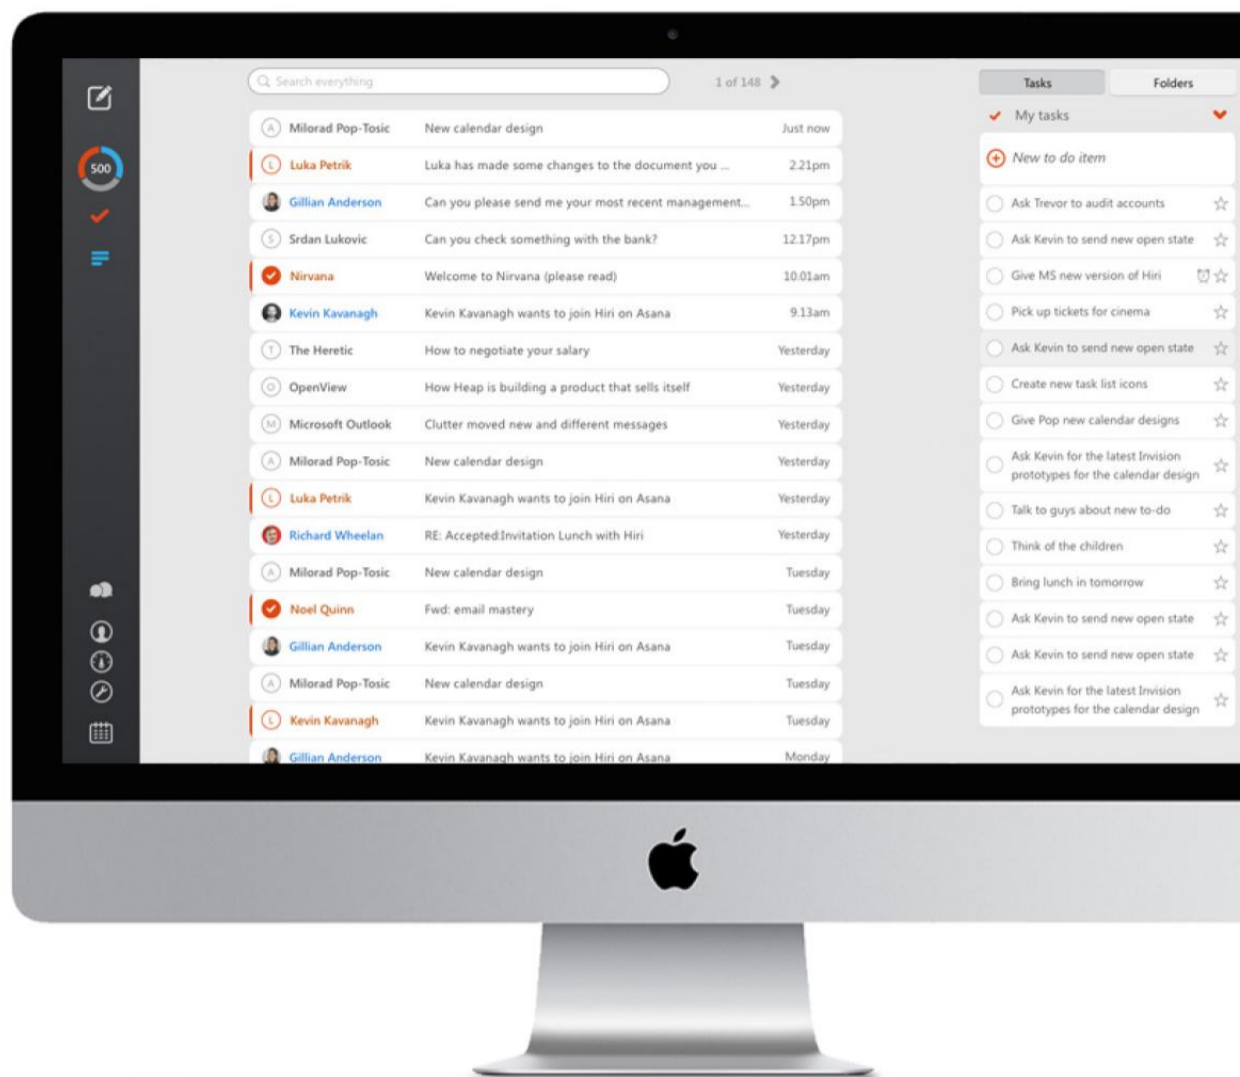 Search everything
1 of 148
Tasks
Folders
500
My tasks
New to do item
A Milorad Pop-Tosic New calendar design Just now
L Luka Petrik Luka has made some changes to the document you ... 2.21pm
Gillian Anderson Can you please send me your most recent management... 1.50pm
S Srdan Lukovic Can you check something with the bank? 12.17pm
Nirvana Welcome to Nirvana (please read) 10.01am
Kevin Kavanagh Kevin Kavanagh wants to join Hiri on Asana 9.13am
T The Heretic How to negotiate your salary Yesterday
O OpenView How Heap is building a product that sells itself Yesterday
M Microsoft Outlook Clutter moved new and different messages Yesterday
A Milorad Pop-Tosic New calendar design Yesterday
L Luka Petrik Kevin Kavanagh wants to join Hiri on Asana Yesterday
Richard Wheelan RE: Accepted:Invitation Lunch with Hiri Yesterday
A Milorad Pop-Tosic New calendar design Tuesday
Noel Quinn Fwd: email mastery Tuesday
Gillian Anderson Kevin Kavanagh wants to join Hiri on Asana Tuesday
A Milorad Pop-Tosic New calendar design Tuesday
L Kevin Kavanagh Kevin Kavanagh wants to join Hiri on Asana Tuesday
Gillian Anderson Kevin Kavanagh wants to join Hiri on Asana Monday
Ask Trevor to audit accounts
Ask Kevin to send new open state
Give MS new version of Hiri
Pick up tickets for cinema
Ask Kevin to send new open state
Create new task list icons
Give Pop new calendar designs
Ask Kevin for the latest Invision
prototypes for the calendar design
Talk to guys about new to-do
Think of the children
Bring lunch in tomorrow
Ask Kevin to send new open state
Ask Kevin to send new open state
Ask Kevin for the latest Invision
prototypes for the calendar design